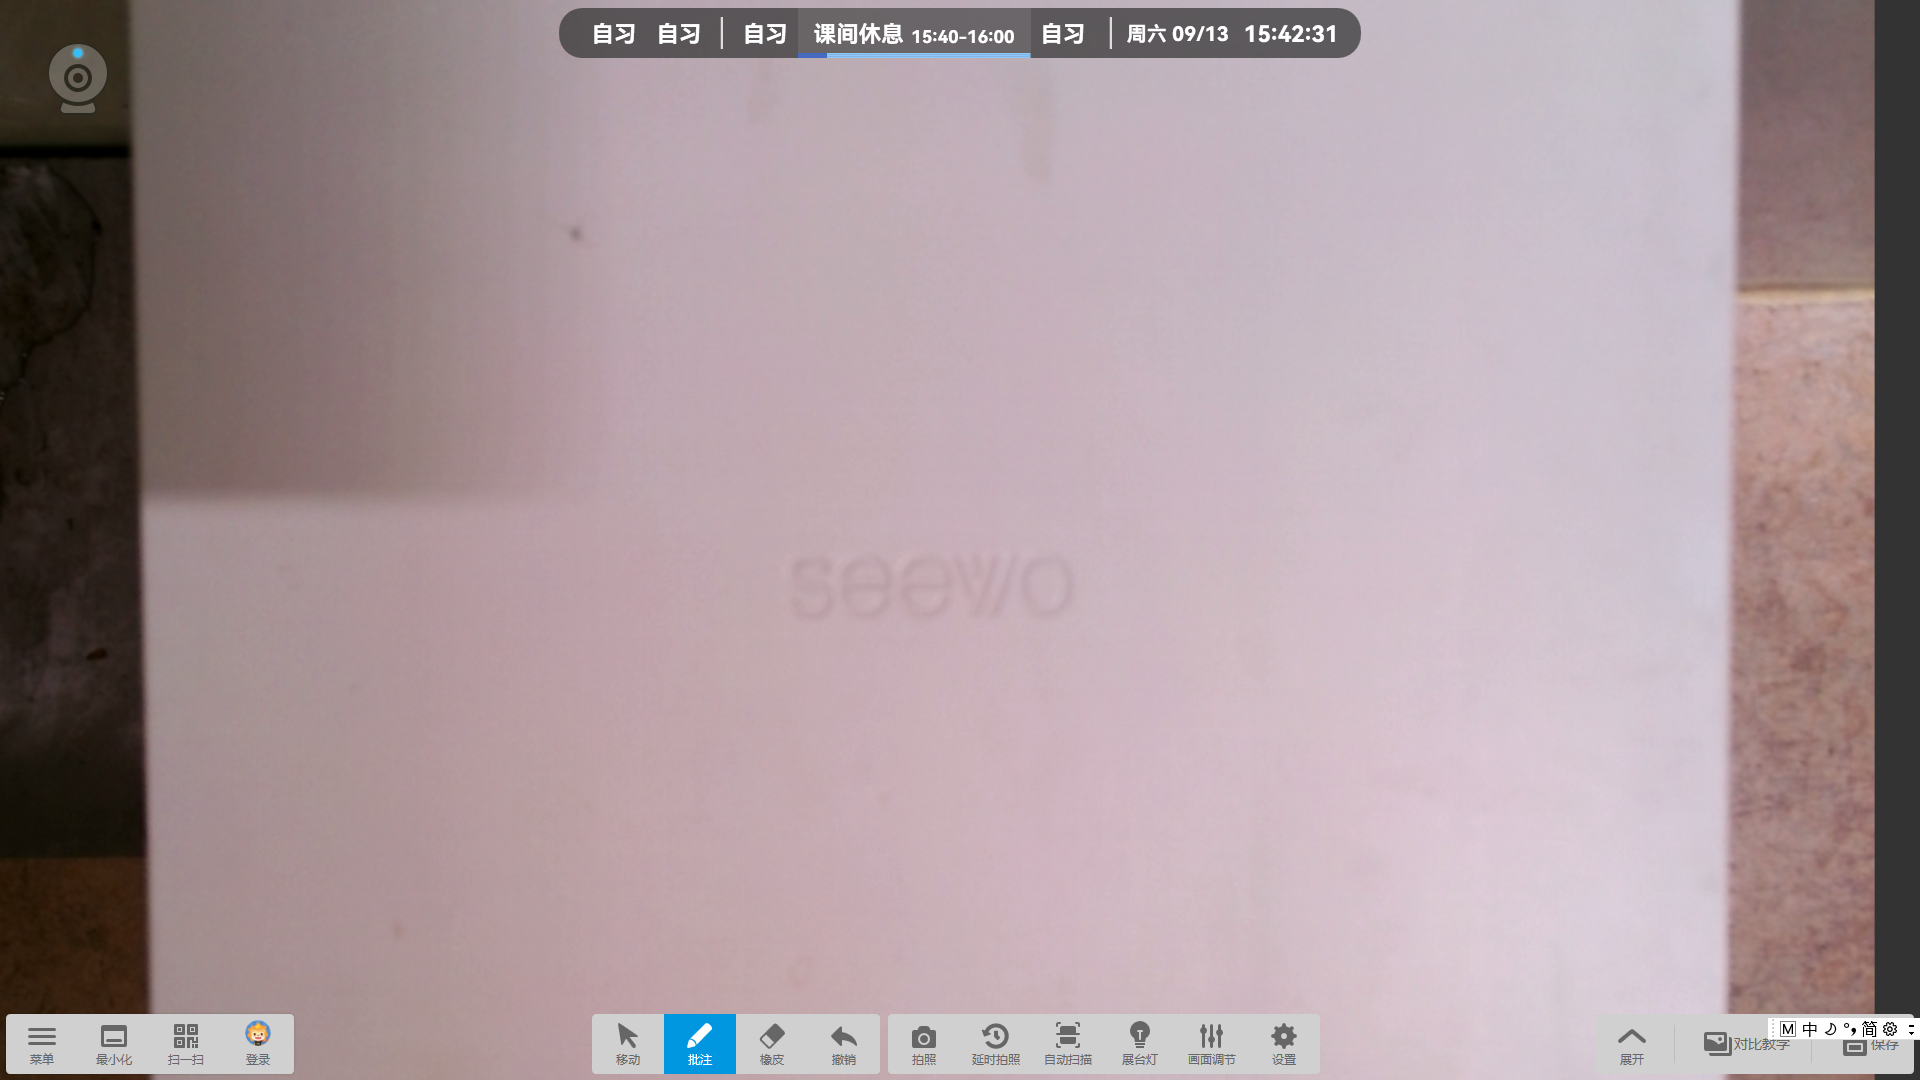 自习 自习 | 自习 课间休息 15:40-16:00 自习 | 周六 09/13 15:42:31
seewo
菜单 最小化 扫一扫 登录 移动 批注 橡皮 撤销 拍照 延时拍照 自动扫描 展台灯 画面调节 设置 展开 对比教学 保存
M 中 简